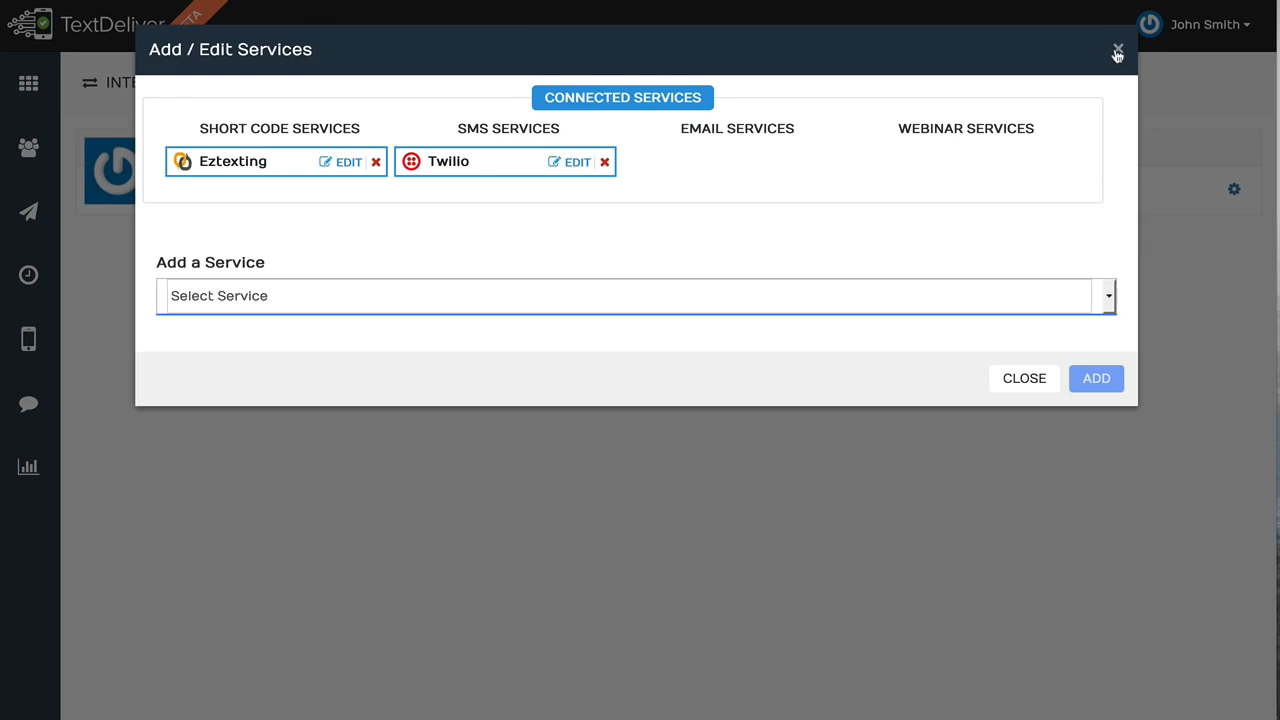 TextDeliver
John Smith
Add / Edit Services
INTE
CONNECTED SERVICES
SHORT CODE SERVICES SMS SERVICES EMAIL SERVICES WEBINAR SERVICES
Eztexting EDIT Twilio EDIT
Add a Service
Select Service
CLOSE ADD